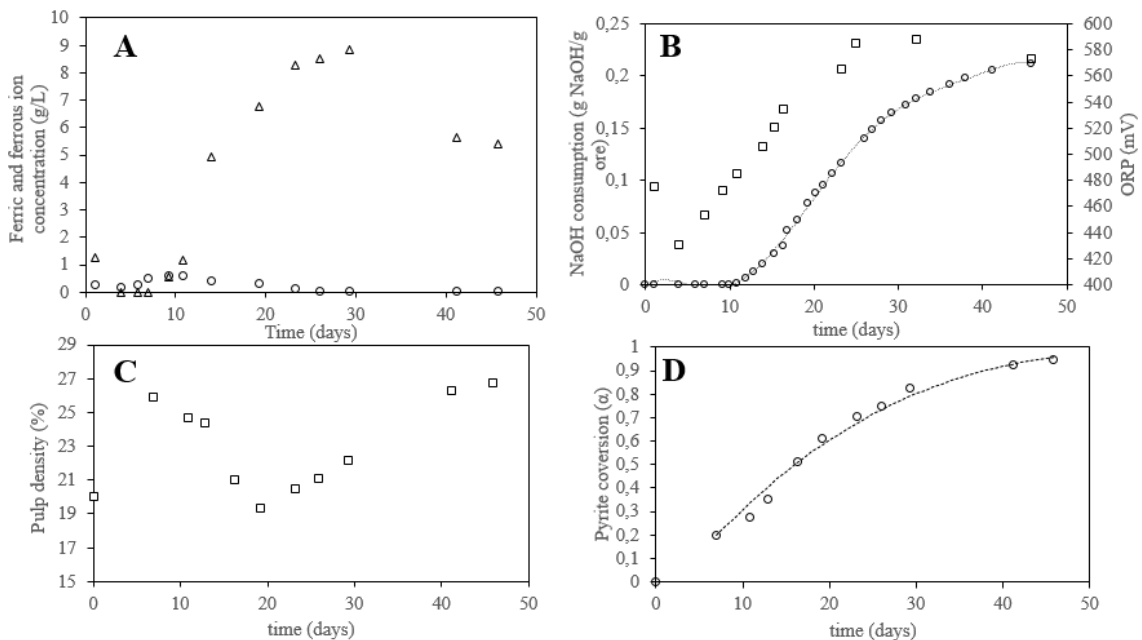 A
Ferric and ferrous ion
concentration (g/L)
10
9
8
7
6
5
4
3
2
1
0
0 10 20 30 40 50
Time (days)
B
NaOH consumption (g NaOH/g
ore)
0,25
0,2
0,15
0,1
0,05
0
600
580
560
540
520
500
480
460
440
420
400
ORP (mV)
0 10 20 30 40 50
time (days)
C
Pulp density (%)
29
27
25
23
21
19
17
15
0 10 20 30 40 50
time (days)
D
Pyrite coversion (α)
1
0,9
0,8
0,7
0,6
0,5
0,4
0,3
0,2
0,1
0
0 10 20 30 40 50
time (days)